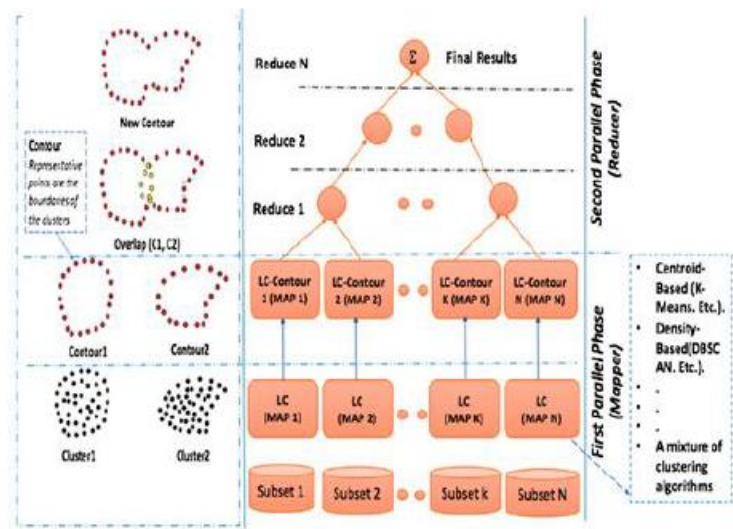 New Contour
Contour
Representative
points are the
boundaries of
the clusters
Overlap (C1, C2)
Contour1
Contour2
Cluster1
Cluster2
Reduce N
Σ
Final Results
Reduce 2
Reduce 1
LC-Contour
1 (MAP 1)
LC-Contour
2 (MAP 2)
LC-Contour
K (MAP K)
LC-Contour
N (MAP N)
LC
(MAP 1)
LC
(MAP 2)
LC
(MAP K)
LC
(MAP N)
Subset 1
Subset 2
Subset k
Subset N
Second Parallel Phase
(Reducer)
First Parallel Phase
(Mapper)
• Centroid-
Based (K-
Means. Etc.).
• Density-
Based(DBSC
AN. Etc.).
• .
• .
• .
• A mixture of
clustering
algorithms